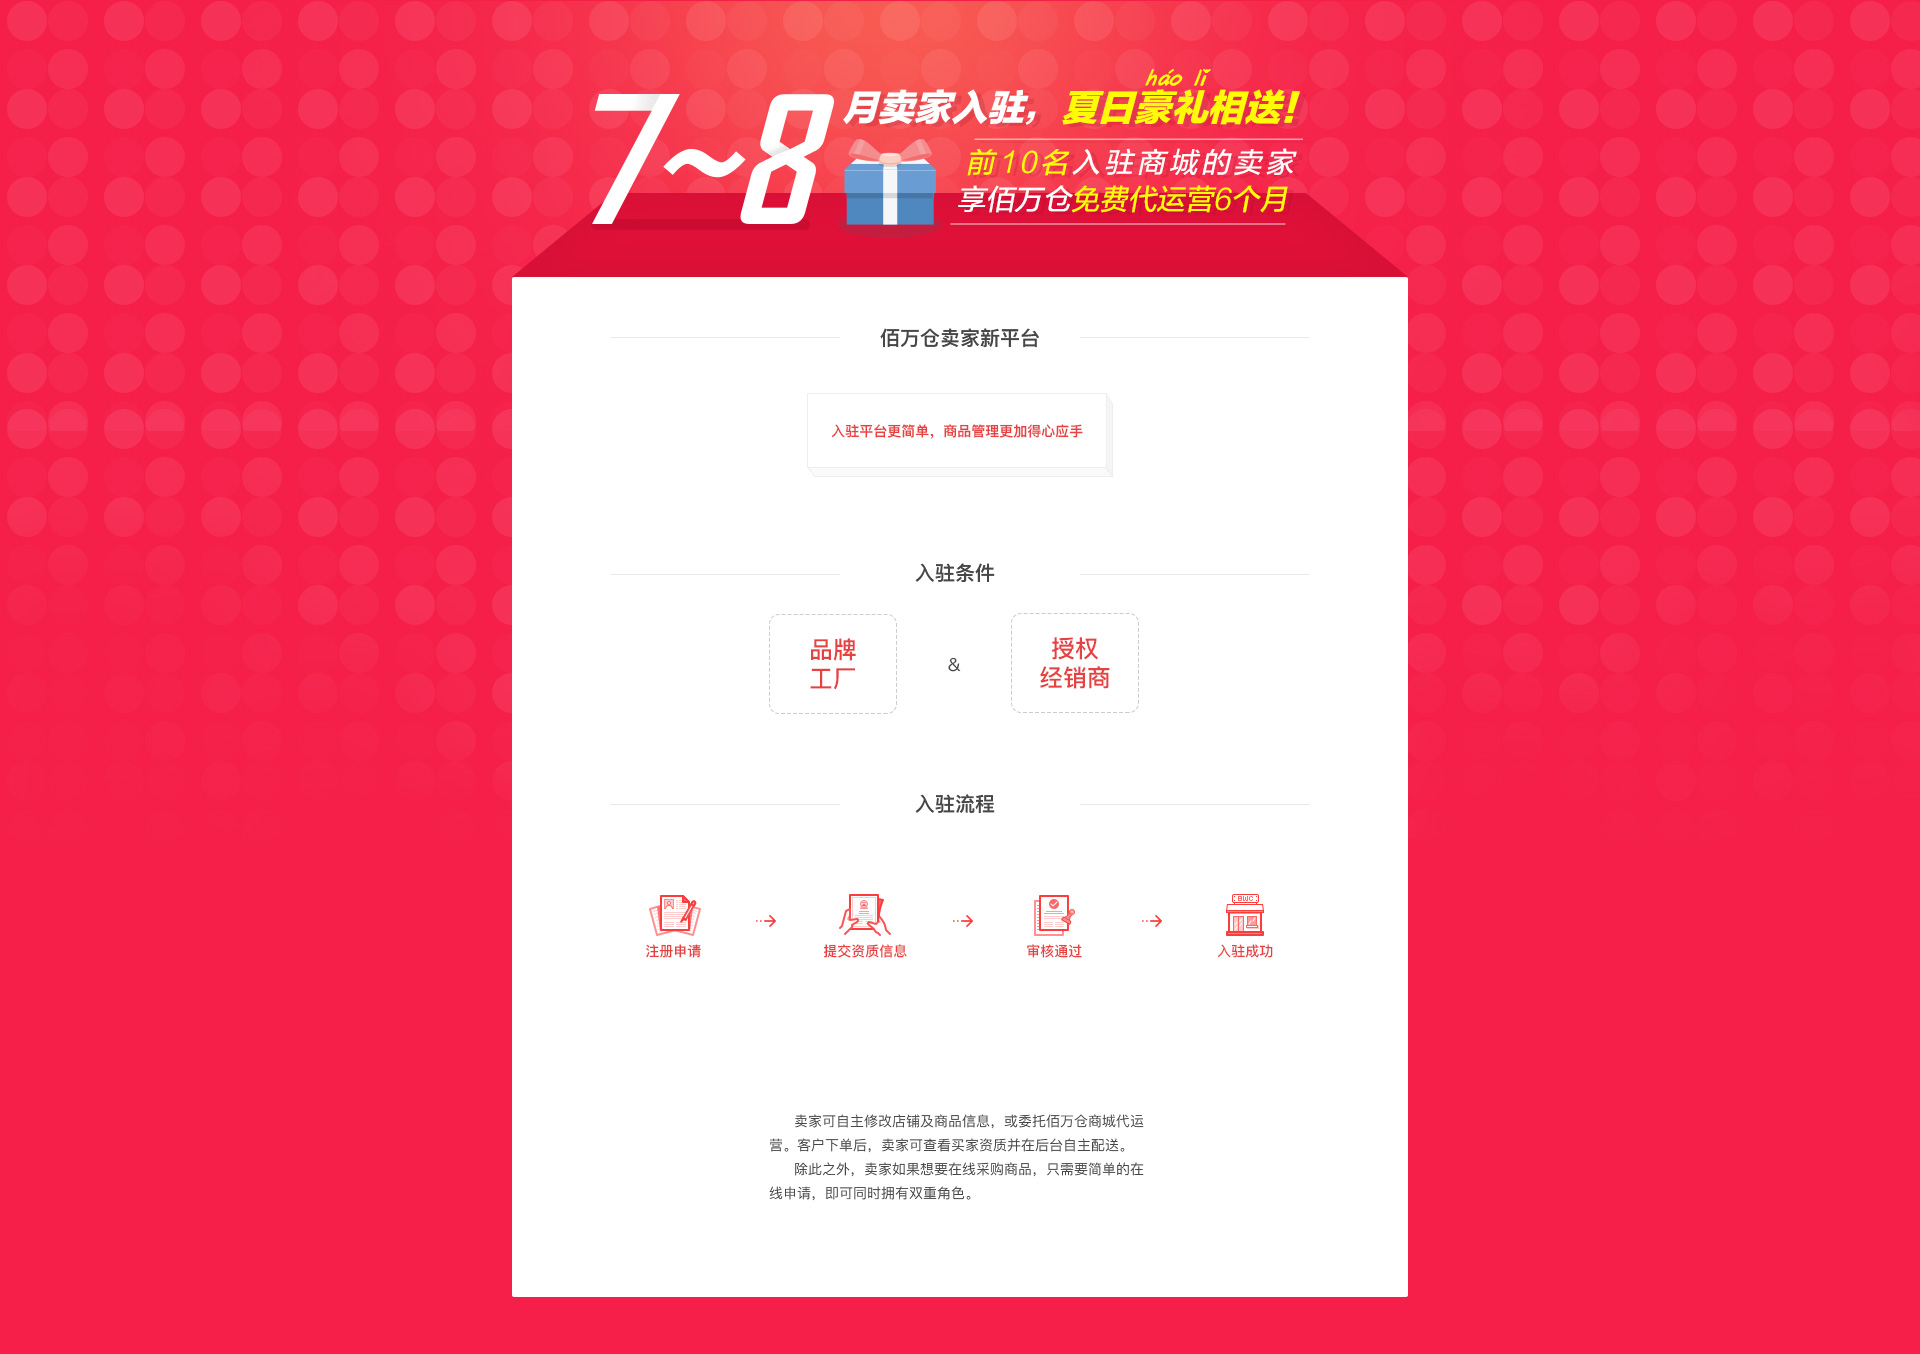 háo lǐ
7~8月卖家入驻，夏日豪礼相送！
前10名入驻商城的卖家
享佰万仓免费代运营6个月
佰万仓卖家新平台
入驻平台更简单，商品管理更加得心应手
入驻条件
品牌
工厂
&
授权
经销商
入驻流程
BWC
注册申请
提交资质信息
审核通过
入驻成功
卖家可自主修改店铺及商品信息，或委托佰万仓商城代运
营。客户下单后，卖家可查看买家资质并在后台自主配送。
除此之外，卖家如果想要在线采购商品，只需要简单的在
线申请，即可同时拥有双重角色。